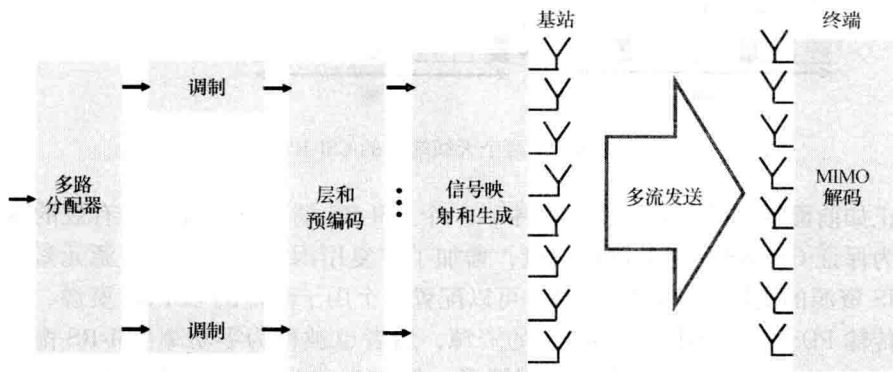 基站
终端
调制
多路
分配器
层和
预编码
信号映
射和生成
多流发送
MIMO
解码
调制